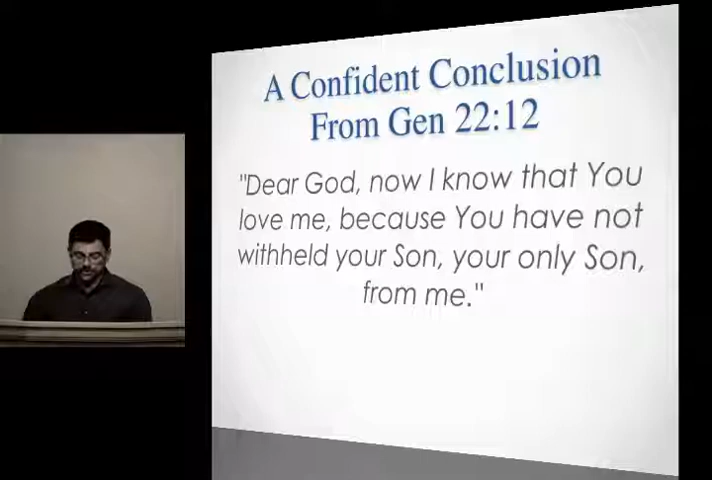 A Confident Conclusion
From Gen 22:12
"Dear God, now I know that You
love me, because You have not
withheld your Son, your only Son,
from me."